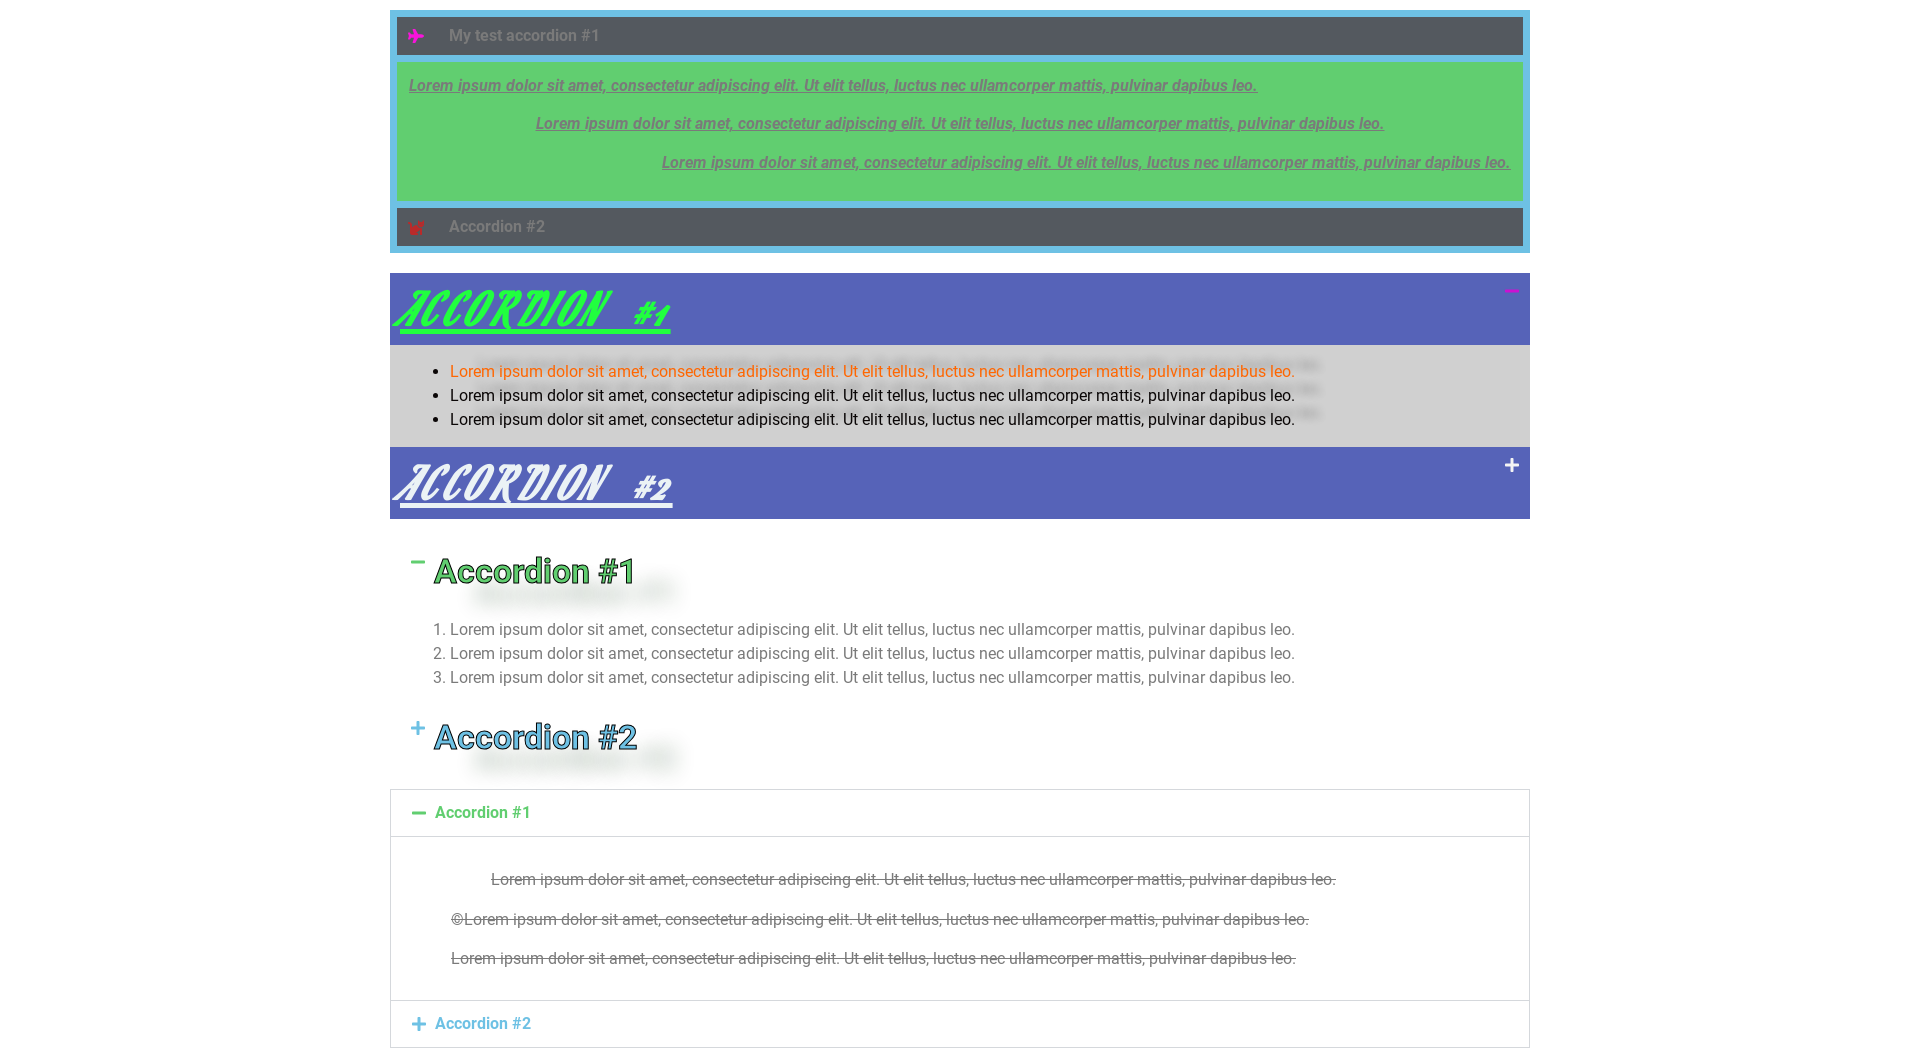 My test accordion #1
Lorem ipsum dolor sit amet, consectetur adipiscing elit. Ut elit tellus, luctus nec ullamcorper mattis, pulvinar dapibus leo.
Lorem ipsum dolor sit amet, consectetur adipiscing elit. Ut elit tellus, luctus nec ullamcorper mattis, pulvinar dapibus leo.
Lorem ipsum dolor sit amet, consectetur adipiscing elit. Ut elit tellus, luctus nec ullamcorper mattis, pulvinar dapibus leo.
Accordion #2
ACCORDION #1
• Lorem ipsum dolor sit amet, consectetur adipiscing elit. Ut elit tellus, luctus nec ullamcorper mattis, pulvinar dapibus leo.
• Lorem ipsum dolor sit amet, consectetur adipiscing elit. Ut elit tellus, luctus nec ullamcorper mattis, pulvinar dapibus leo.
• Lorem ipsum dolor sit amet, consectetur adipiscing elit. Ut elit tellus, luctus nec ullamcorper mattis, pulvinar dapibus leo.
ACCORDION #2
Accordion #1
1. Lorem ipsum dolor sit amet, consectetur adipiscing elit. Ut elit tellus, luctus nec ullamcorper mattis, pulvinar dapibus leo.
2. Lorem ipsum dolor sit amet, consectetur adipiscing elit. Ut elit tellus, luctus nec ullamcorper mattis, pulvinar dapibus leo.
3. Lorem ipsum dolor sit amet, consectetur adipiscing elit. Ut elit tellus, luctus nec ullamcorper mattis, pulvinar dapibus leo.
Accordion #2
Accordion #1
Lorem ipsum dolor sit amet, consectetur adipiscing elit. Ut elit tellus, luctus nec ullamcorper mattis, pulvinar dapibus leo.
©Lorem ipsum dolor sit amet, consectetur adipiscing elit. Ut elit tellus, luctus nec ullamcorper mattis, pulvinar dapibus leo.
Lorem ipsum dolor sit amet, consectetur adipiscing elit. Ut elit tellus, luctus nec ullamcorper mattis, pulvinar dapibus leo.
Accordion #2